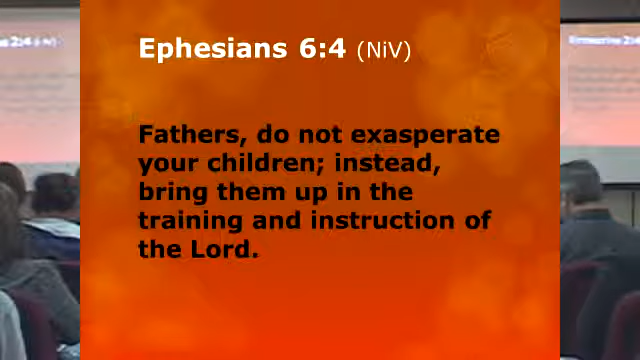 Ephesians 6:4 (NiV)
Fathers, do not exasperate
your children; instead,
bring them up in the
training and instruction of
the Lord.